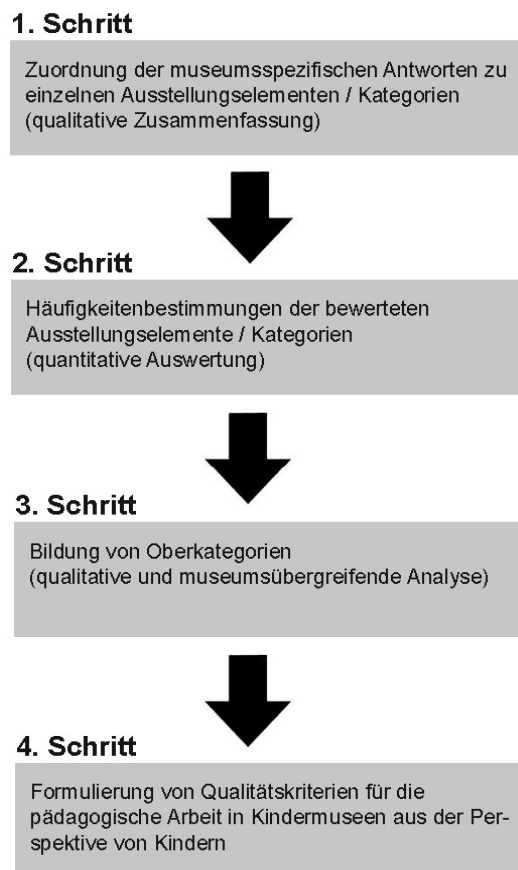 1. Schritt
Zuordnung der museumsspezifischen Antworten zu
einzelnen Ausstellungselementen / Kategorien
(qualitative Zusammenfassung)
2. Schritt
Häufigkeitenbestimmungen der bewerteten
Ausstellungselemente / Kategorien
(quantitative Auswertung)
3. Schritt
Bildung von Oberkategorien
(qualitative und museumsübergreifende Analyse)
4. Schritt
Formulierung von Qualitätskriterien für die
pädagogische Arbeit in Kindermuseen aus der Per-
spektive von Kindern